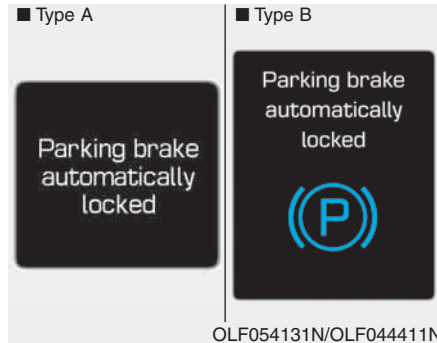 ■ Type A
■ Type B
Parking brake
automatically
locked
Parking brake
automatically
locked
P
OLF054131N/OLF044411N